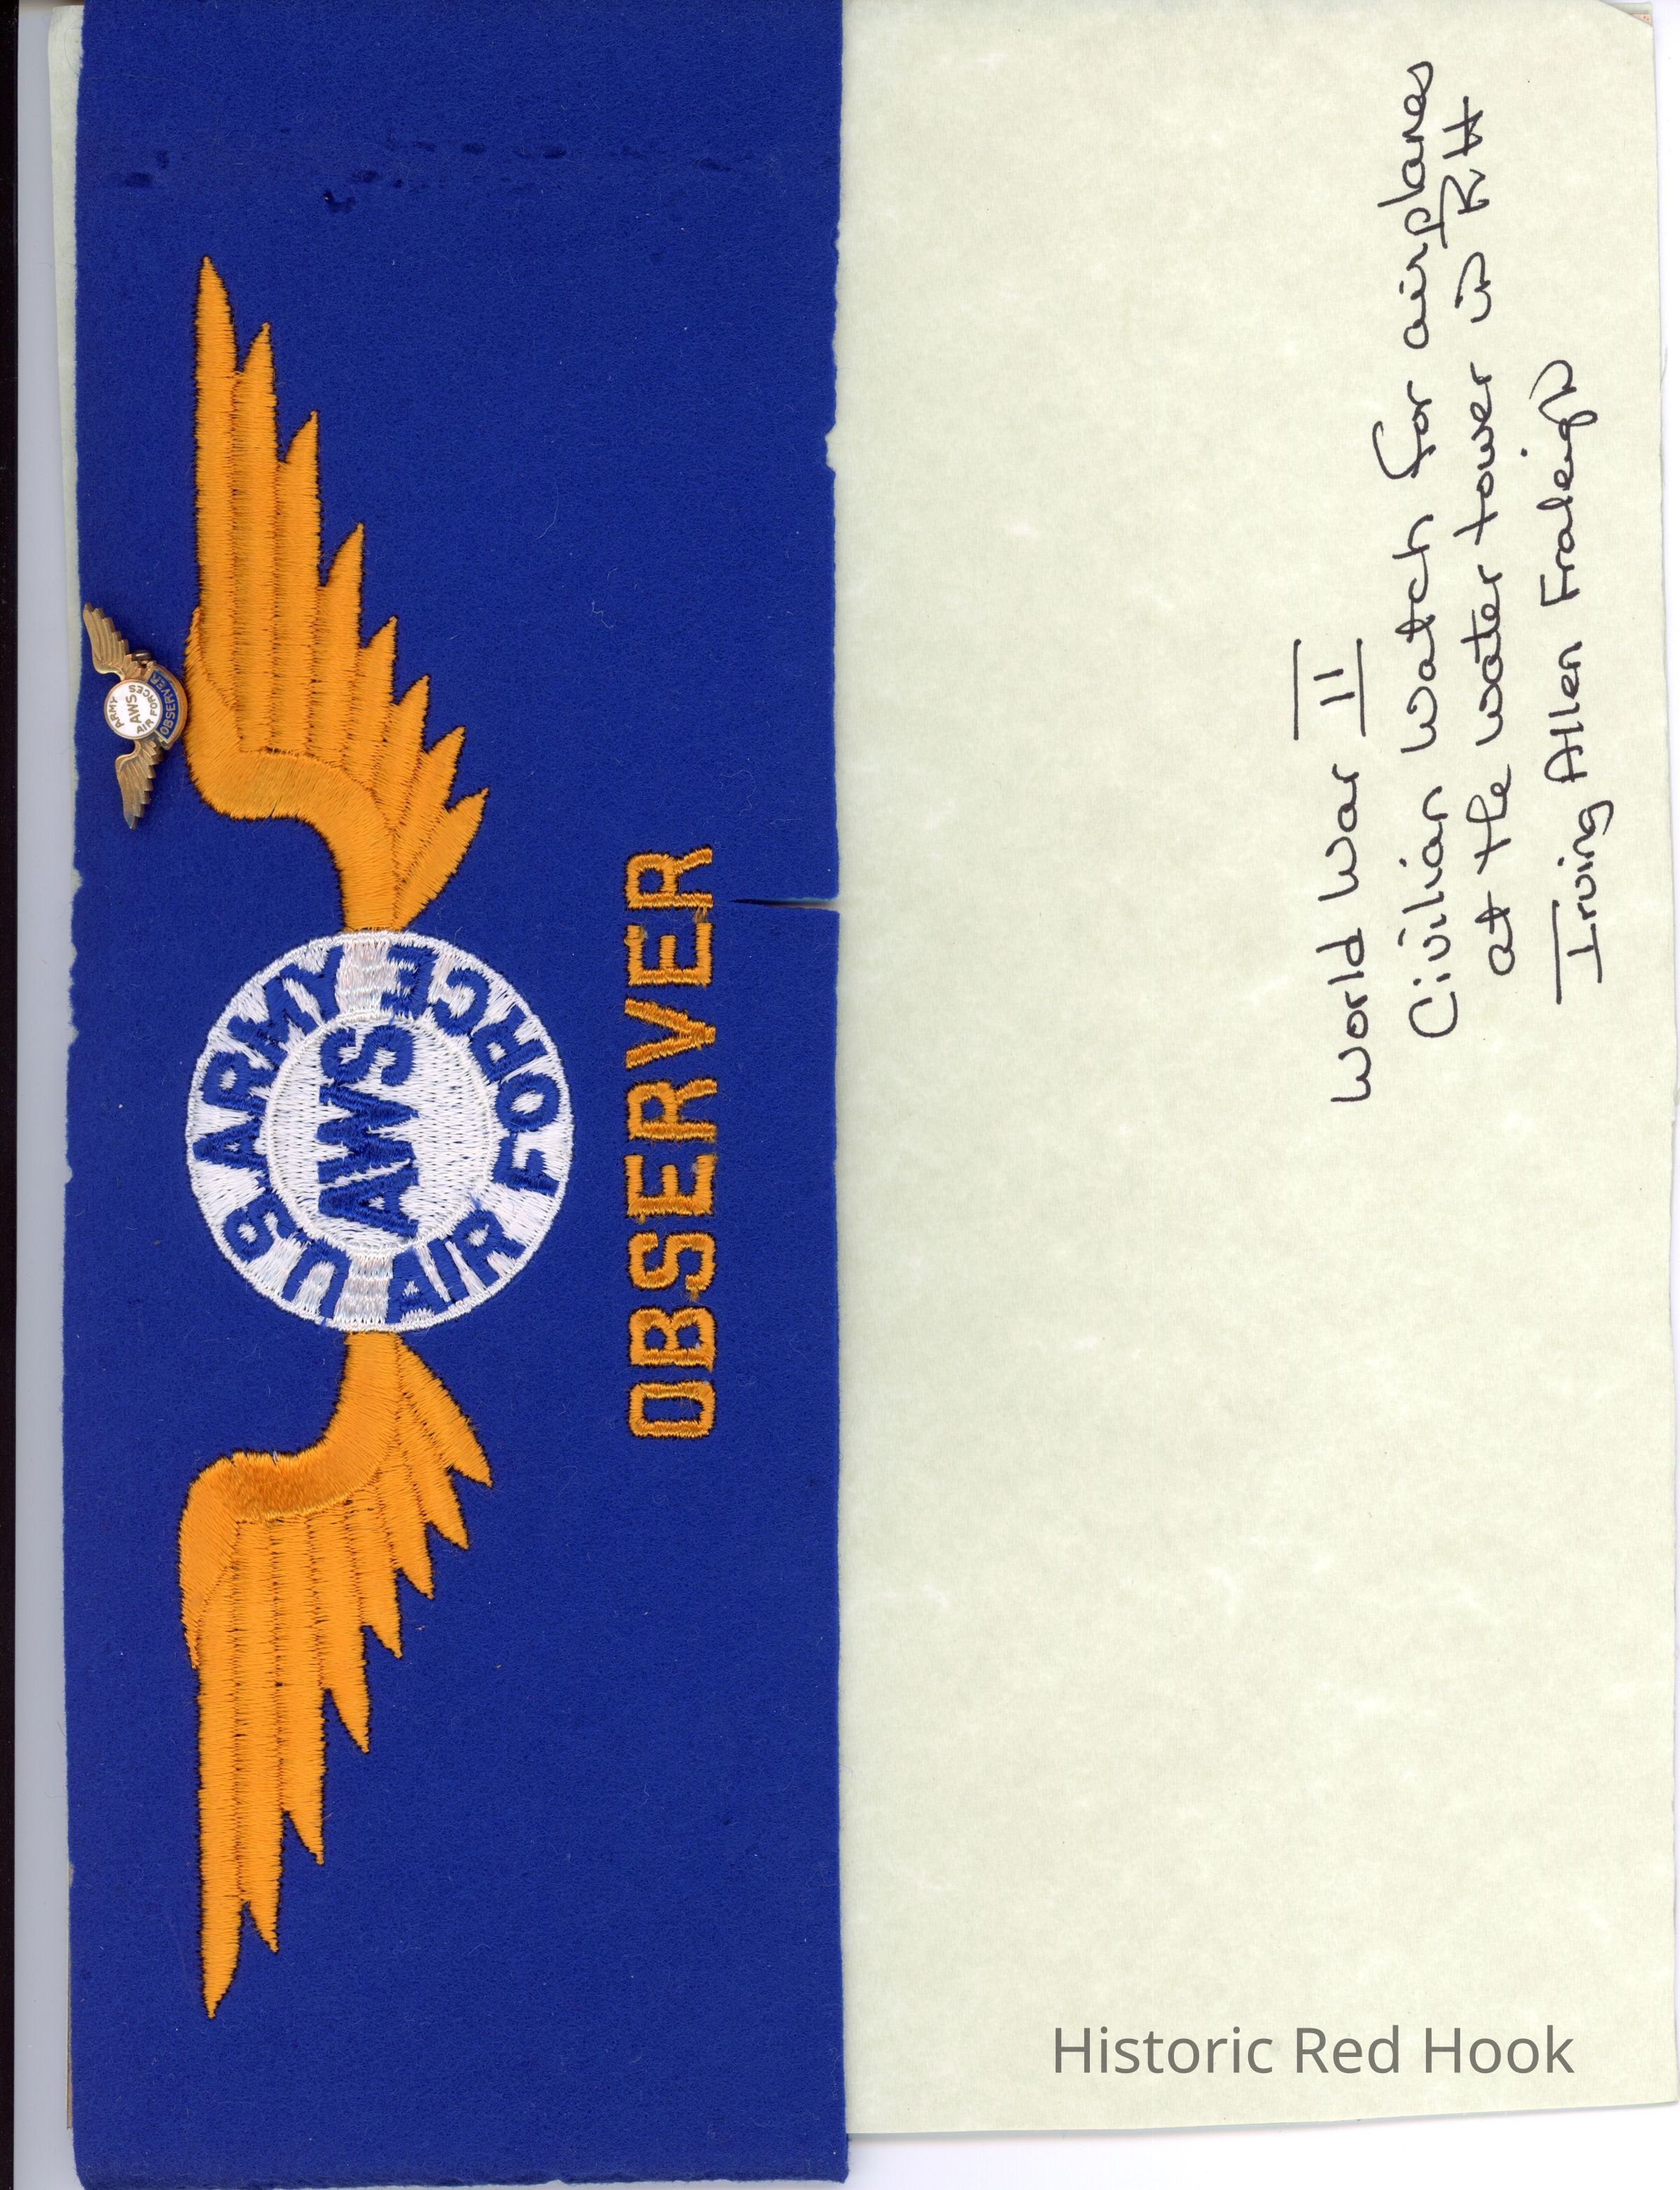 ARMY
AWS
AIR FORCES
OBSERVER
U S ARMY
AWS
AIR FORCE
OBSERVER
World War II
Civilian Watch for airplanes
at the water tower in RH
Irving Allen Fraleigh
Historic Red Hook